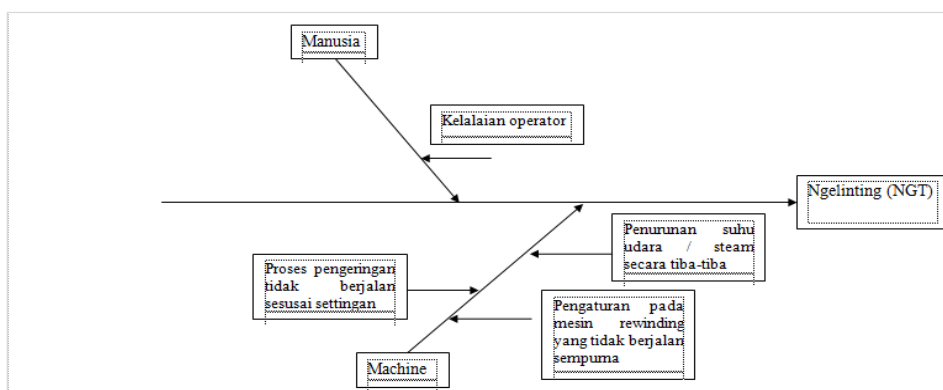 Manusia
Kelalaian operator
Ngelinting (NGT)
Penurunan suhu
udara / steam
secara tiba-tiba
Proses pengeringan
tidak berjalan
sesusai settingan
Pengaturan pada
mesin rewinding
yang tidak berjalan
sempurna
Machine